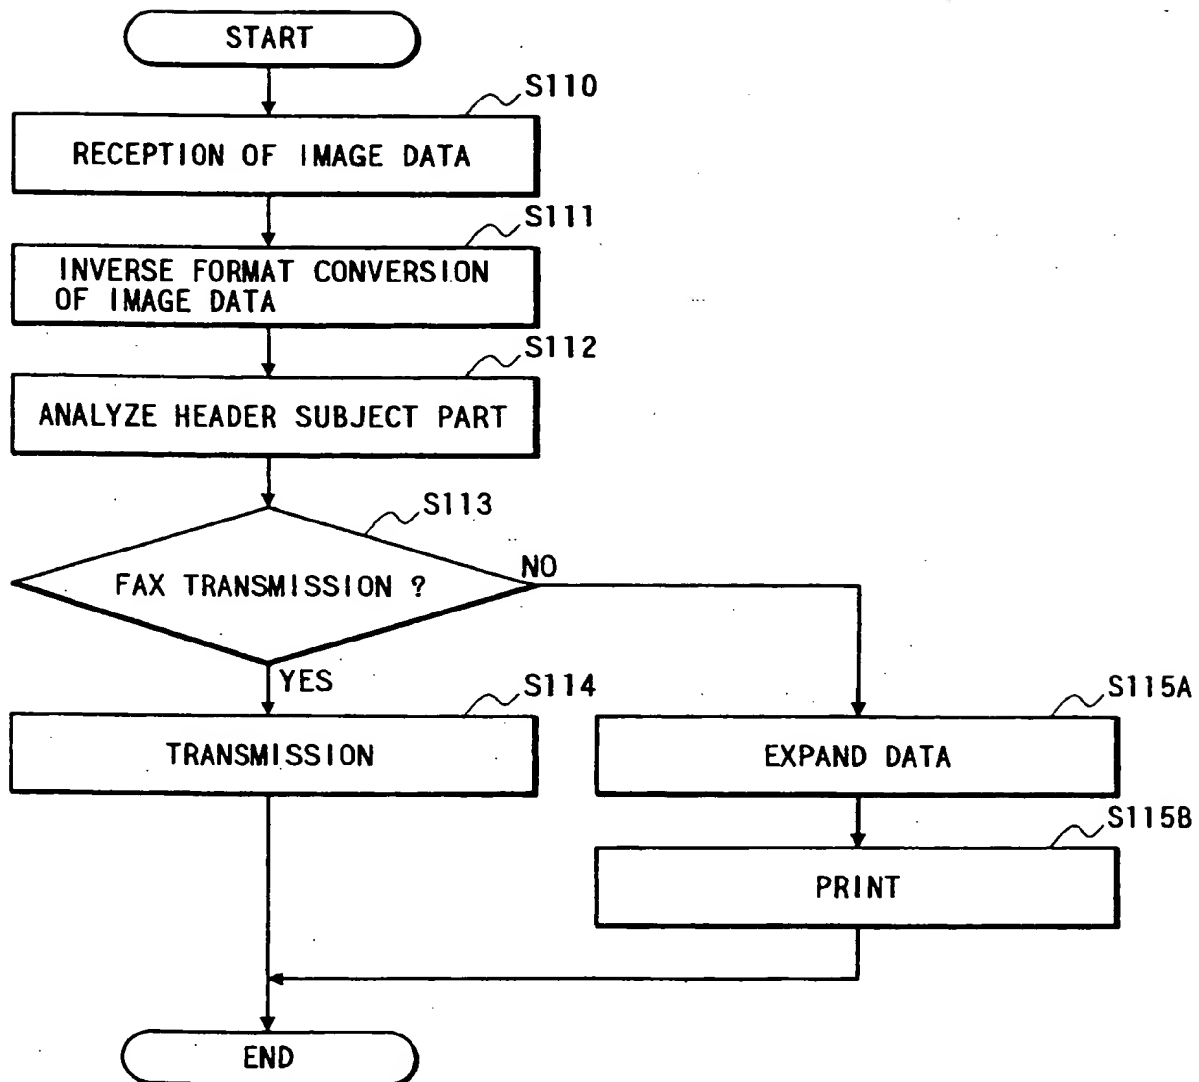 START
S110
RECEPTION OF IMAGE DATA
S111
INVERSE FORMAT CONVERSION
OF IMAGE DATA
S112
ANALYZE HEADER SUBJECT PART
S113
FAX TRANSMISSION ?
NO
YES
S114
TRANSMISSION
S115A
EXPAND DATA
S115B
PRINT
END